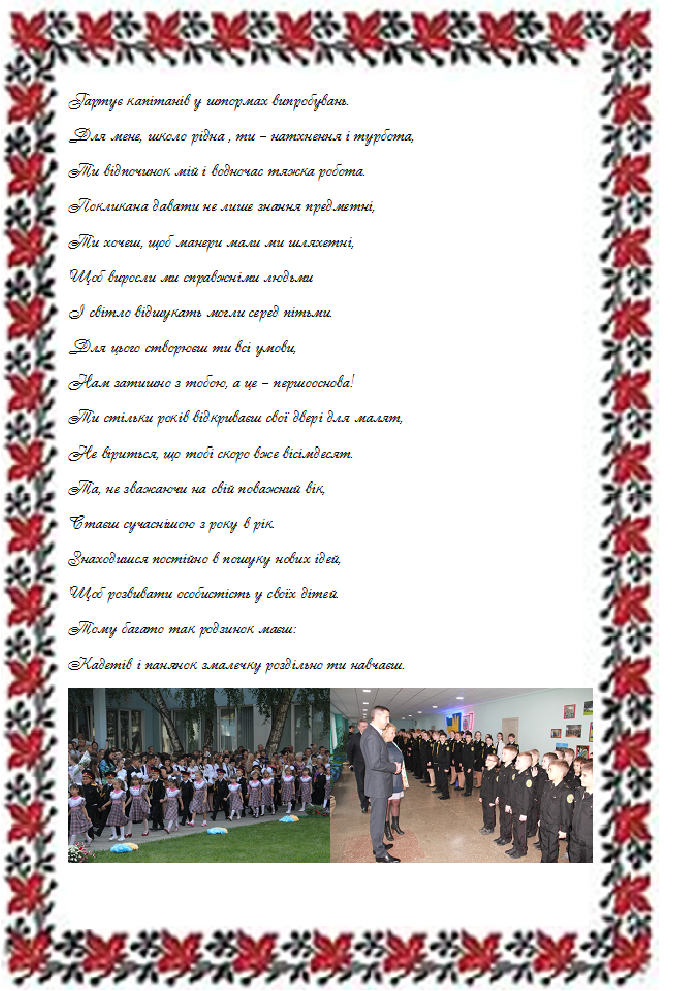 Гартує капітанів у штормах випробувань.
Для мене, школо рідна , ти – натхнення і турбота,
Ти відпочинок мій і водночас тяжка робота.
Покликана давати не лише знання предметні,
Ти хочеш, щоб манери мали ми шляхетні,
Щоб виросли ми справжніми людьми
І світло відшукать могли серед пітьми.
Для цього створюєш ти всі умови,
Нам затишно з тобою, а це – першооснова!
Ти стільки років відкриваєш свої двері для малят,
Не віриться, що тобі скоро вже вісімдесят.
Та, не зважаючи на свій поважний вік,
Стаєш сучаснішою з року в рік.
Знаходишся постійно в пошуку нових ідей,
Щоб розвивати особистість у своїх дітей.
Тому багато так родзинок маєш:
Кадетів і панянок змалечку роздільно ти навчаєш.